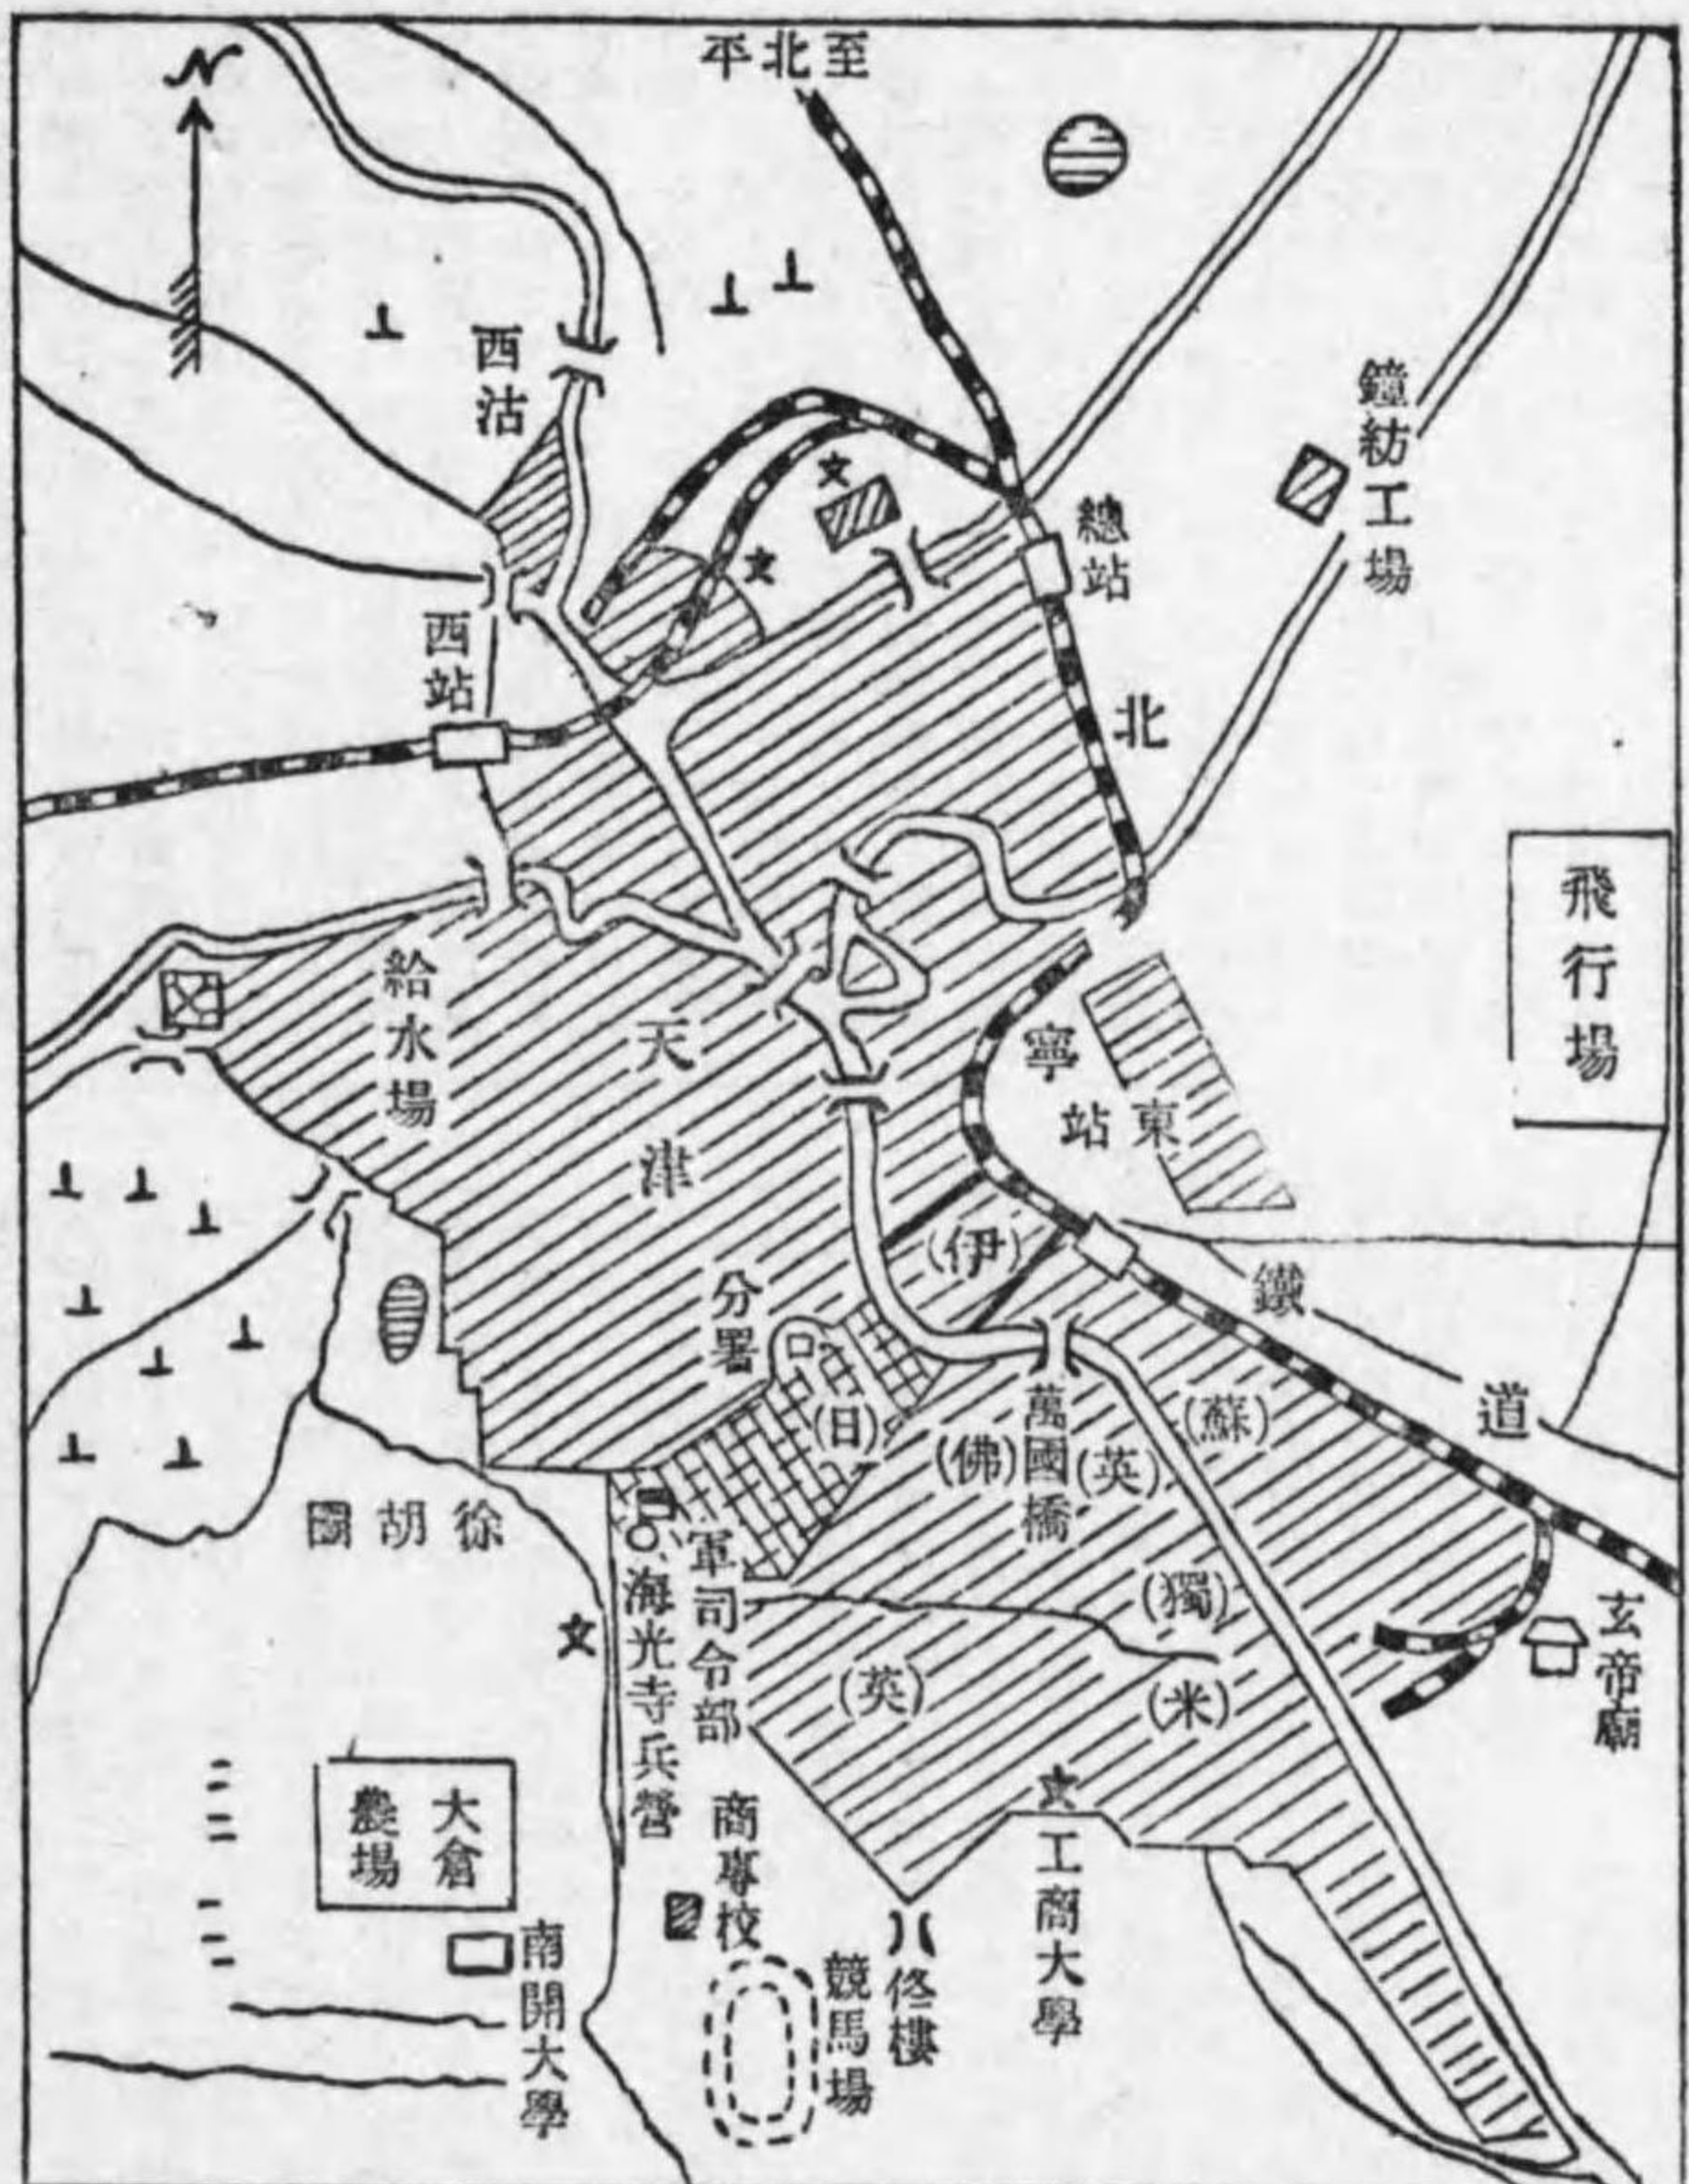 N
平北至
西沽
鐘紡工場
總站
西站
北
飛行場
給水場
天津
寧
站東
(伊)
分署
鐵
(日)
萬國橋
(蘇)
道
(佛)
(英)
徐胡圈
軍司令部
海光寺兵營
(獨)
玄帝廟
(英)
(米)
大倉
農場
商專校
工商大學
南開大學
競馬場
佟樓